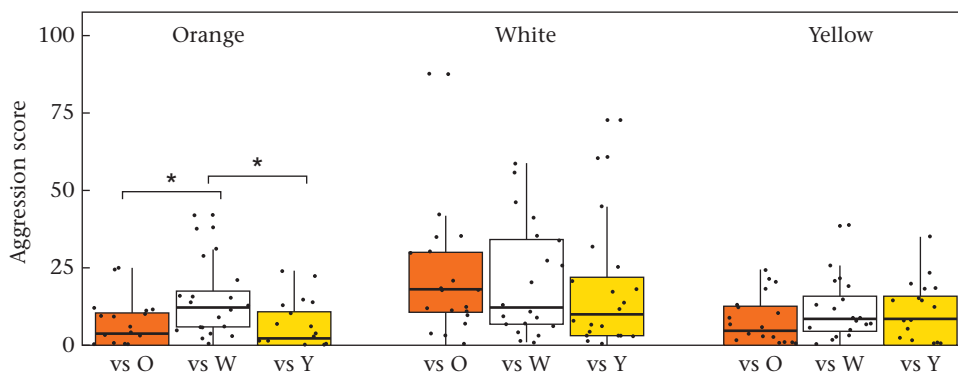 Aggression score
100
75
50
25
0
Orange
White
Yellow
*
*
vs O
vs W
vs Y
vs O
vs W
vs Y
vs O
vs W
vs Y